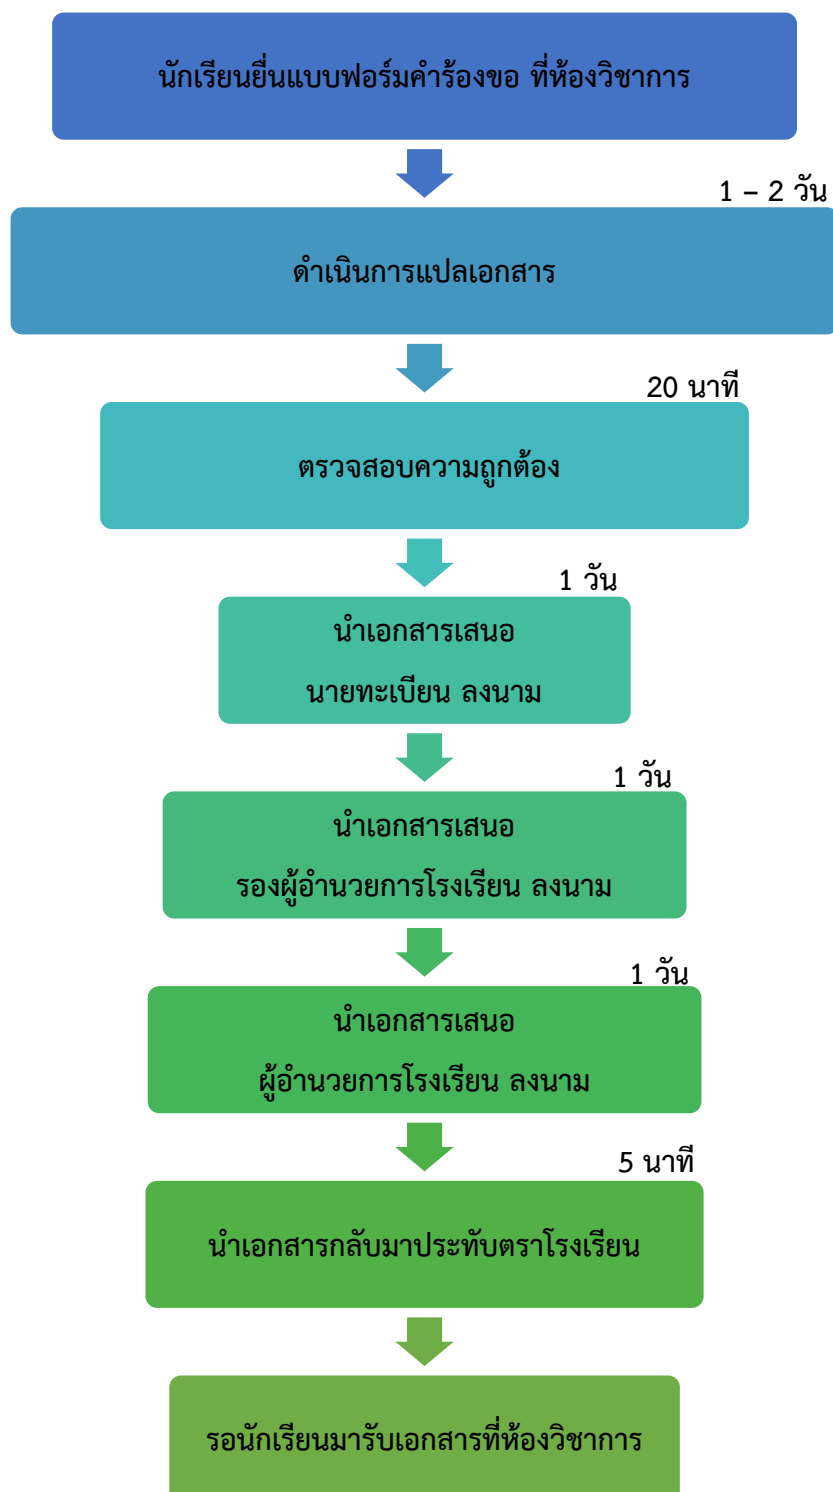 นักเรียนยื่นแบบฟอร์มคำร้องขอ ที่ห้องวิชาการ
1 – 2 วัน
ดำเนินการแปลเอกสาร
20 นาที
ตรวจสอบความถูกต้อง
1 วัน
นำเอกสารเสนอ
นายทะเบียน ลงนาม
1 วัน
นำเอกสารเสนอ
รองผู้อำนวยการโรงเรียน ลงนาม
1 วัน
นำเอกสารเสนอ
ผู้อำนวยการโรงเรียน ลงนาม
5 นาที
นำเอกสารกลับมาประทับตราโรงเรียน
รอนักเรียนมารับเอกสารที่ห้องวิชาการ